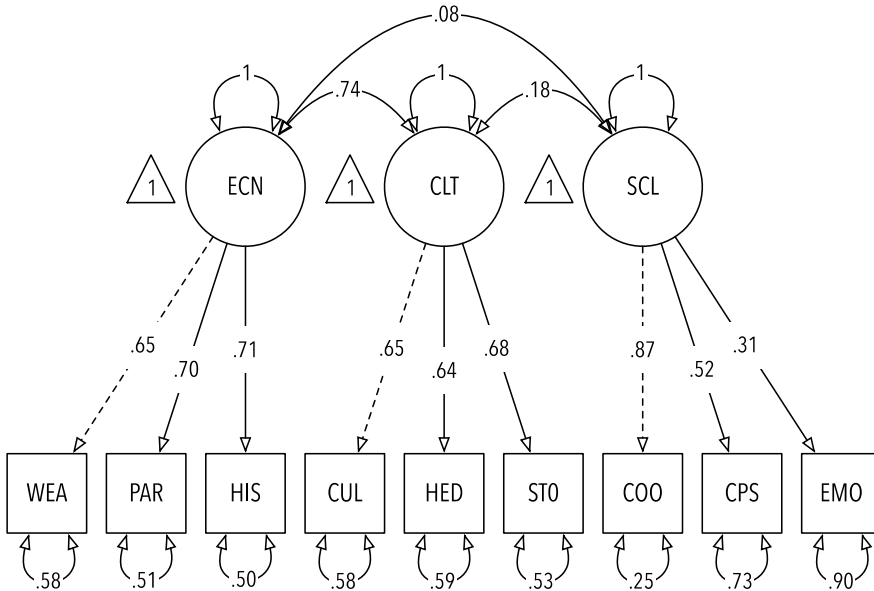 .08
1
1
1
.74
.18
1
ECN
1
CLT
1
SCL
.65
.70
.71
.65
.64
.68
.87
.52
.31
WEA
PAR
HIS
CUL
HED
STO
COO
CPS
EMO
.58
.51
.50
.58
.59
.53
.25
.73
.90